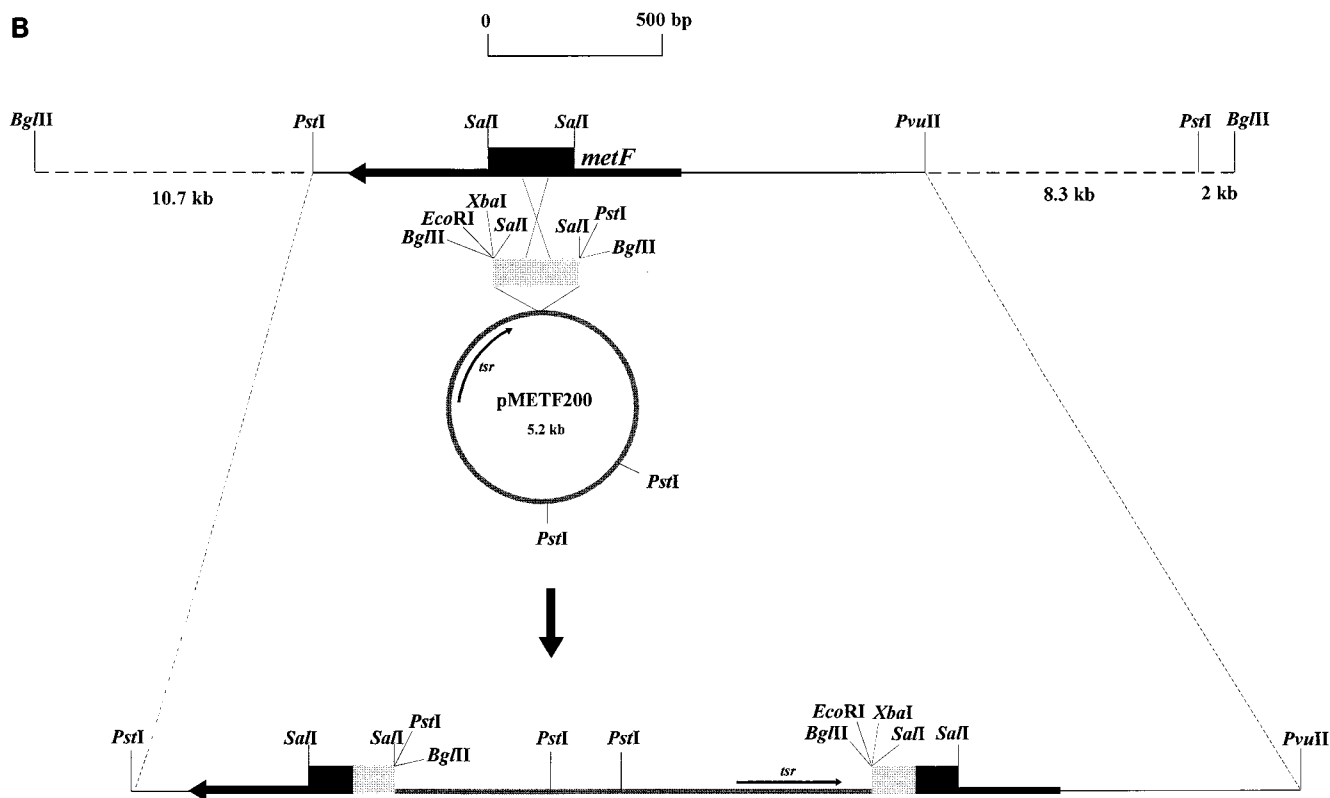 B
0 500 bp
BglII PstI SalI SalI PvuII PstI BglII
metF
10.7 kb 8.3 kb 2 kb
XbaI
EcoRI SalI SalI PstI
BglII BglII
tsr
pMETF200
5.2 kb
PstI
PstI
EcoRI XbaI
PstI SalI SalI PstI BglII PstI PstI BglII SalI SalI PvuII
tsr